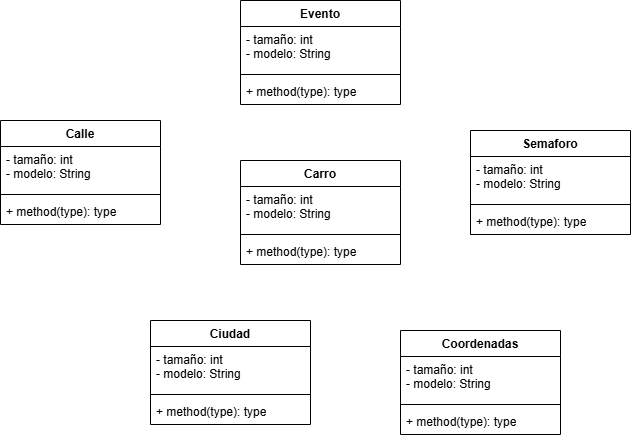 Evento
- tamaño: int
- modelo: String
+ method(type): type
Calle
- tamaño: int
- modelo: String
+ method(type): type
Carro
- tamaño: int
- modelo: String
+ method(type): type
Semaforo
- tamaño: int
- modelo: String
+ method(type): type
Ciudad
- tamaño: int
- modelo: String
+ method(type): type
Coordenadas
- tamaño: int
- modelo: String
+ method(type): type